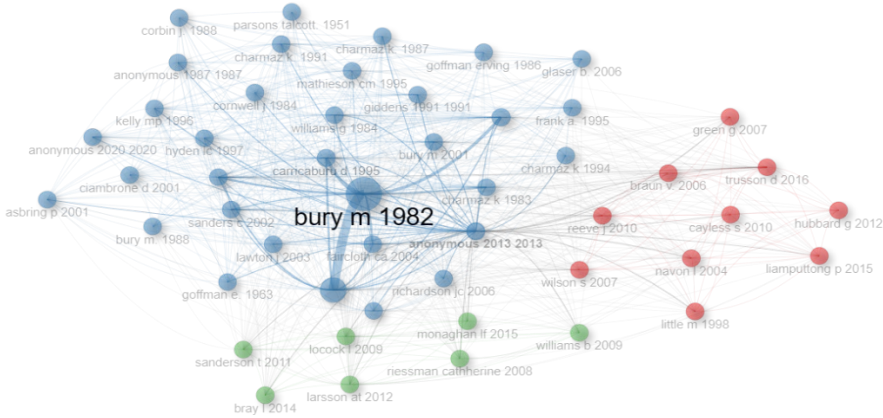 parsons talcott. 1951
corbin j. 1988
charmaz k. 1987
charmaz k. 1991
goffman erving 1986
glaser b. 2006
anonymous 1987 1987
mathieson cm 1995
cornwell j 1984
giddens 1991 1991
kelly mp 1996
frank a. 1995
williams g 1984
green g 2007
anonymous 2020 2020
hyden lc 1997
bury m 2001
charmaz k 1994
carricaburu d 1995
braun v. 2006
trusson d 2016
ciambrone d 2001
charmaz k 1983
asbring p 2001
sanders c 2002
bury m 1982
reeve j 2010
cayless s 2010
hubbard g 2012
bury m. 1988
anonymous 2013 2013
lawton j 2003
faircloth ca 2004
navon l 2004
liamputtong p 2015
wilson s 2007
goffman e. 1963
richardson jc 2006
little m 1998
monaghan lf 2015
williams b 2009
locock l 2009
sanderson t 2011
riessman catherine 2008
larsson at 2012
bray l 2014